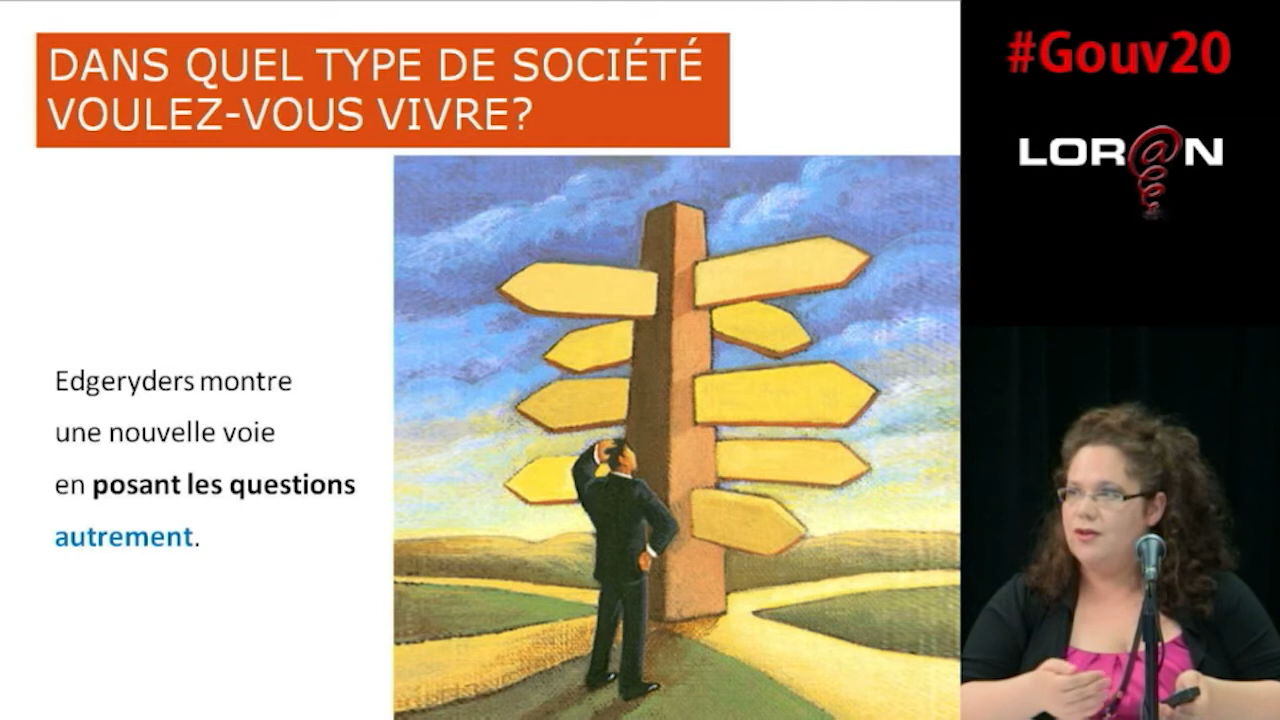 DANS QUEL TYPE DE SOCIÉTÉ
VOULEZ-VOUS VIVRE?
Edgeryders montre
une nouvelle voie
en posant les questions
autrement.
#Gouv20
LOR@N